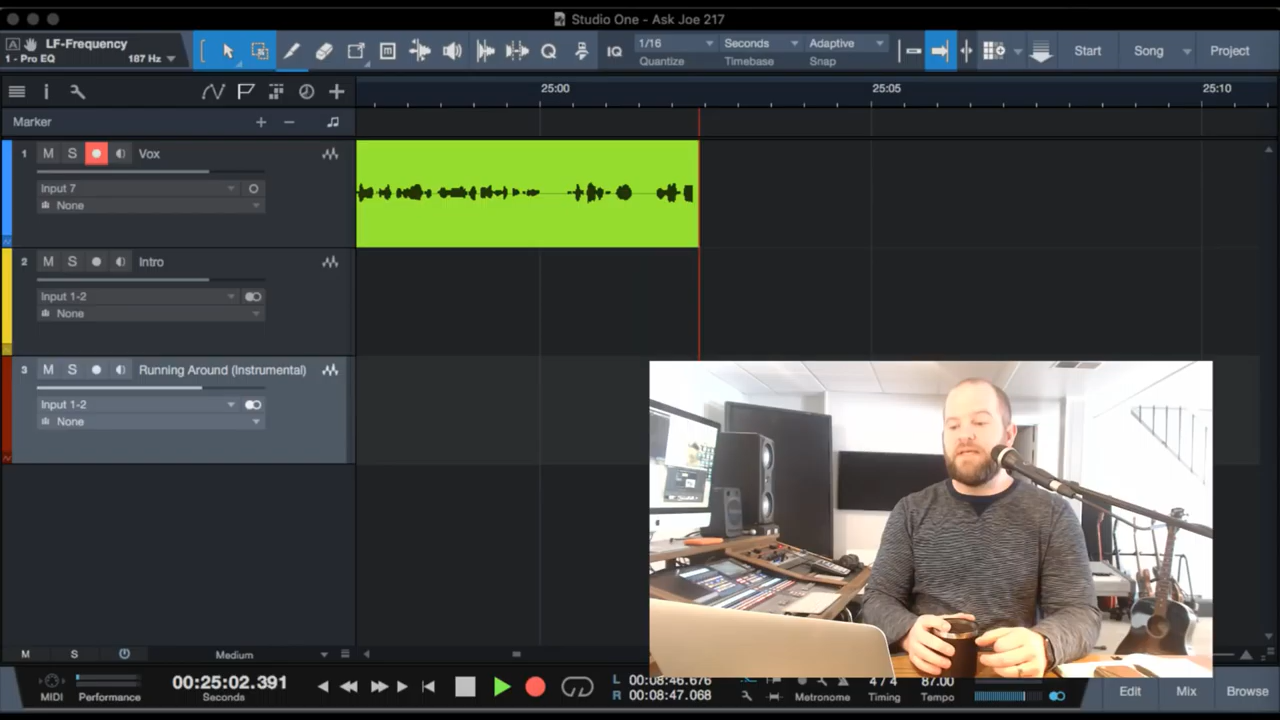 Studio One - Ask Joe 217
A LF-Frequency
1 - Pro EQ 187 Hz
IQ 1/16 Seconds Adaptive
Quantize Timebase Snap
Start Song Project
25:00 25:05 25:10
Marker
1 M S Vox
Input 7
None
2 M S Intro
Input 1-2
None
3 M S Running Around (Instrumental)
Input 1-2
None
M S Medium
MIDI Performance
00:25:02.391
Seconds
L 00:08:46.676
R 00:08:47.068
Metronome
4 / 4
Timing
87.00
Tempo
Edit Mix Browse